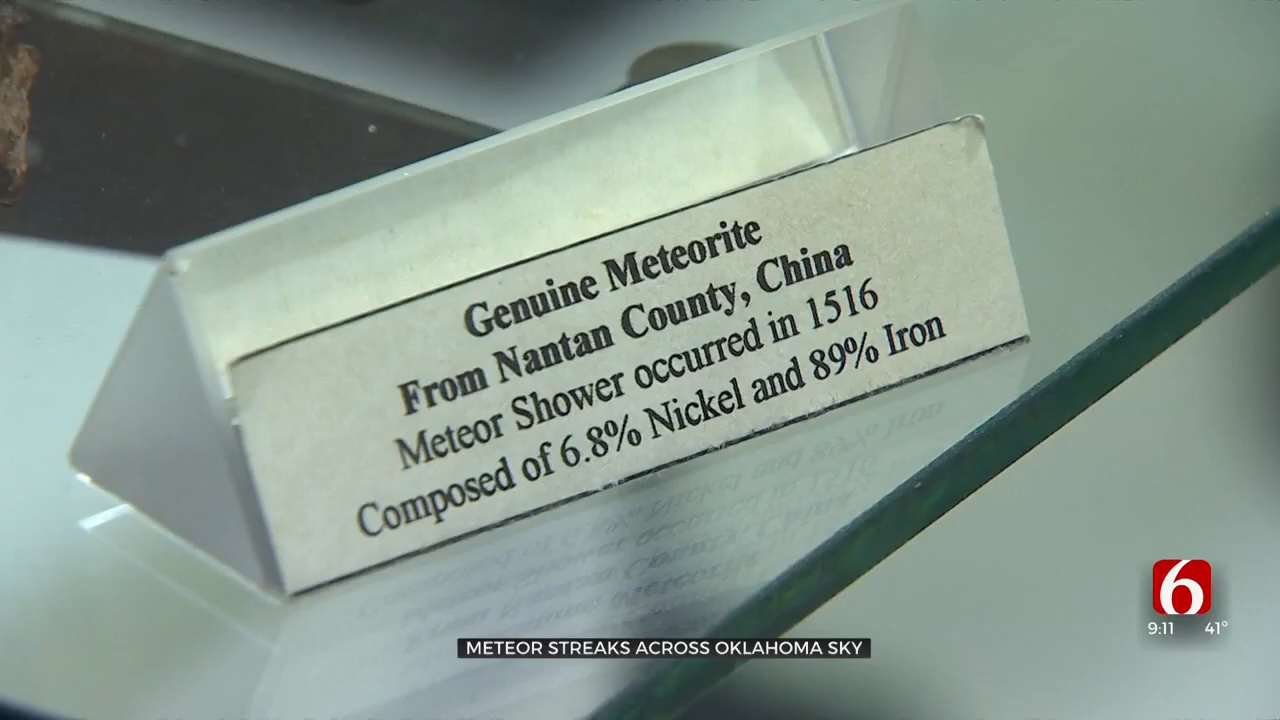 Genuine Meteorite
From Nantan County, China
Meteor Shower occurred in 1516
Composed of 6.8% Nickel and 89% Iron
6
9:11 41°
METEOR STREAKS ACROSS OKLAHOMA SKY